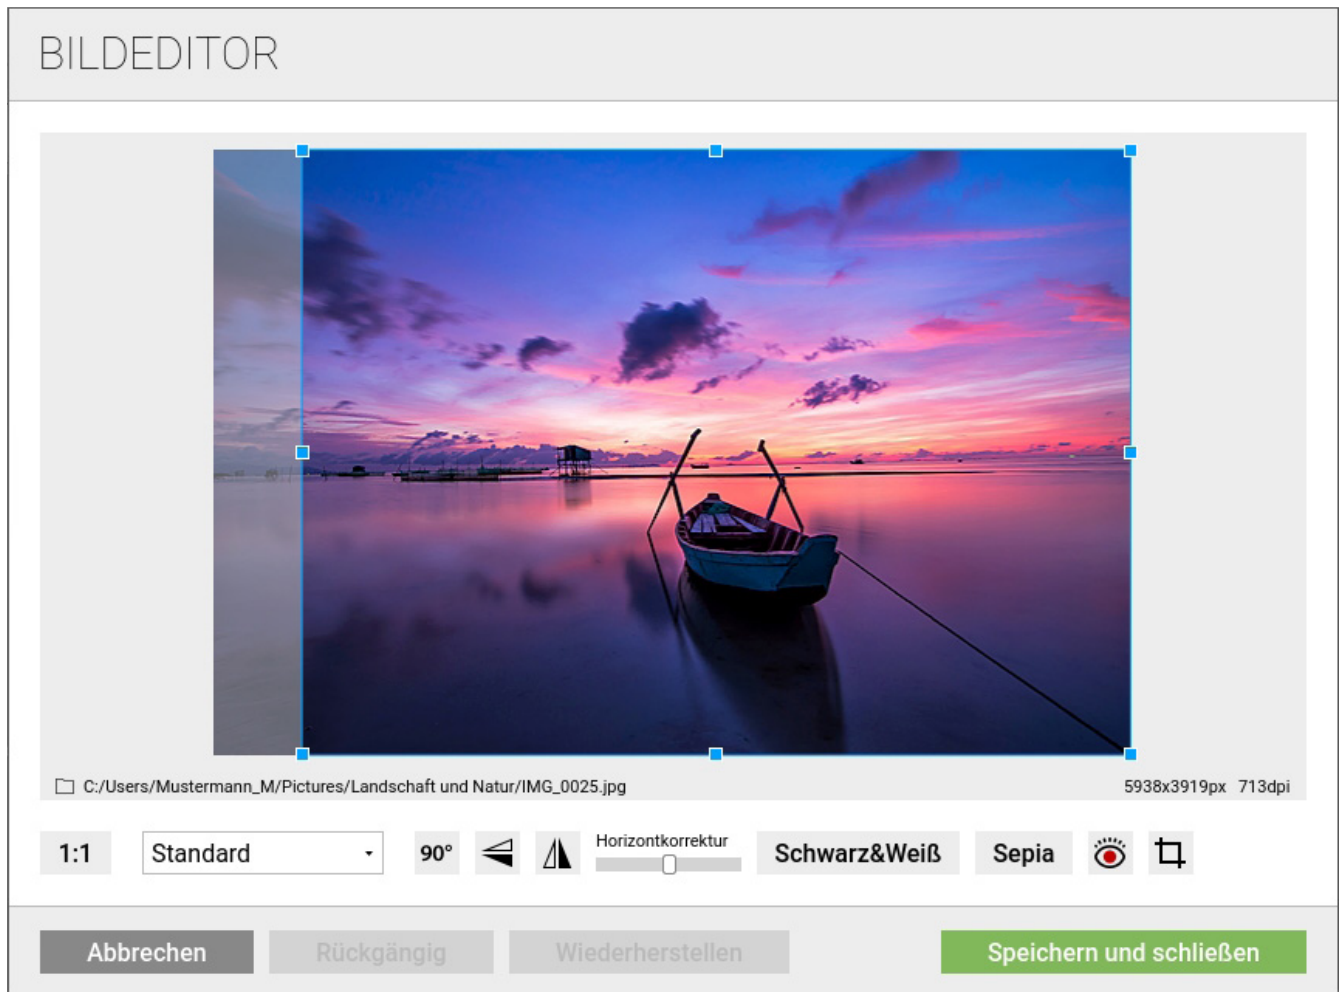 BILDEDITOR
C:/Users/Mustermann_M/Pictures/Landschaft und Natur/IMG_0025.jpg
5938x3919px 713dpi
1:1
Standard
90°
Horizontkorrektur
Schwarz&Weiß
Sepia
Abbrechen
Rückgängig
Wiederherstellen
Speichern und schließen